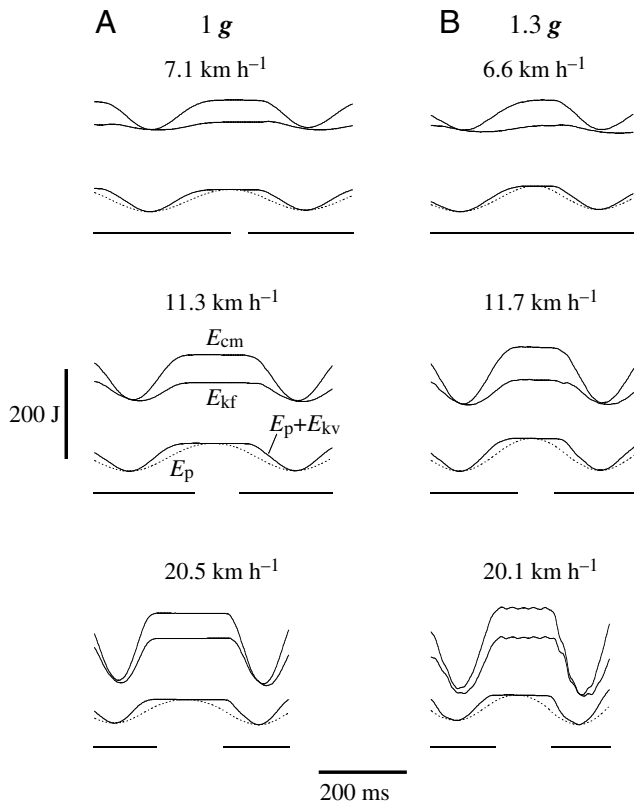 A 1 g B 1.3 g
7.1 km h⁻¹ 6.6 km h⁻¹
11.3 km h⁻¹ 11.7 km h⁻¹
Ecm
Ekf
200 J
Ep+Ekv
Ep
20.5 km h⁻¹ 20.1 km h⁻¹
200 ms